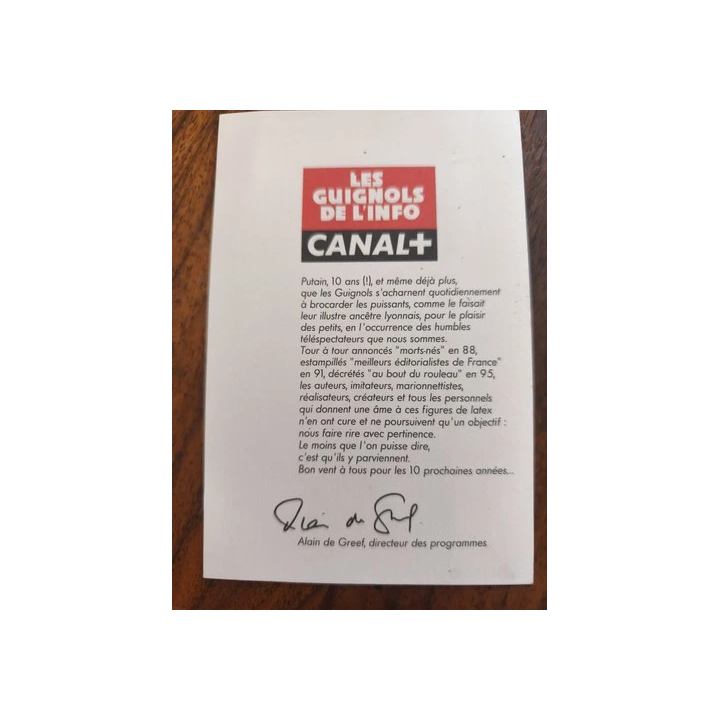 LES
GUIGNOLS
DE L'INFO
CANAL+
Putain, 10 ans (!), et même déjà plus,
que les Guignols s'acharnent quotidiennement
à brocarder les puissants, comme le faisait
leur illustre ancêtre lyonnais, pour le plaisir
des petits, en l'occurrence des humbles
téléspectateurs que nous sommes.
Tour à tour annoncés "morts-nés" en 88,
estampillés "meilleurs éditorialistes de France"
en 91, décrétés "au bout du rouleau" en 95,
les auteurs, imitateurs, marionnettistes,
réalisateurs, créateurs et tous les personnels
qui donnent une âme à ces figures de latex
n'en ont cure et ne poursuivent qu'un objectif :
nous faire rire avec pertinence.
Le moins que l'on puisse dire,
c'est qu'ils y parviennent.
Bon vent à tous pour les 10 prochaines années...
Alain de Greef
Alain de Greef, directeur des programmes